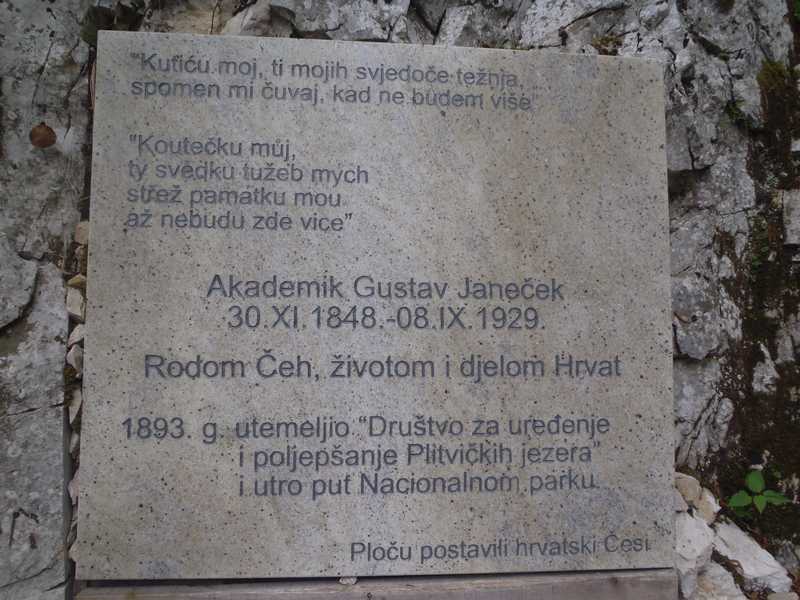 "Kutiću moj, ti mojih svjedoče težnja,
spomen mi čuvaj, kad ne budem više"
"Koutečku můj,
ty svědku tužeb mých
střež památku mou
až nebudu zde více"
Akademik Gustav Janeček
30.XI.1848.-08.IX.1929.
Rodom Čeh, životom i djelom Hrvat
1893. g. utemeljio "Društvo za uređenje
i poljepšanje Plitvičkih jezera"
i utro put Nacionalnom parku.
Ploču postavili hrvatski Česi